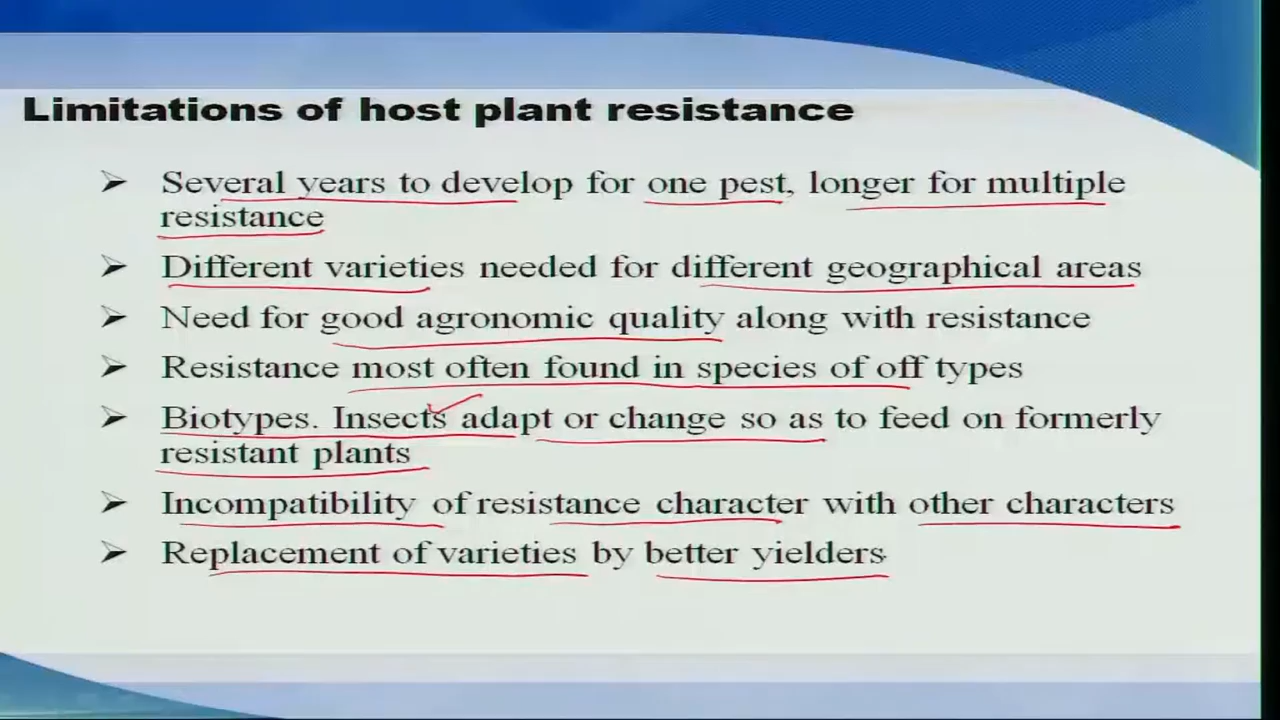 Limitations of host plant resistance
➢ Several years to develop for one pest, longer for multiple
resistance
➢ Different varieties needed for different geographical areas
➢ Need for good agronomic quality along with resistance
➢ Resistance most often found in species of off types
➢ Biotypes. Insects adapt or change so as to feed on formerly
resistant plants
➢ Incompatibility of resistance character with other characters
➢ Replacement of varieties by better yielders